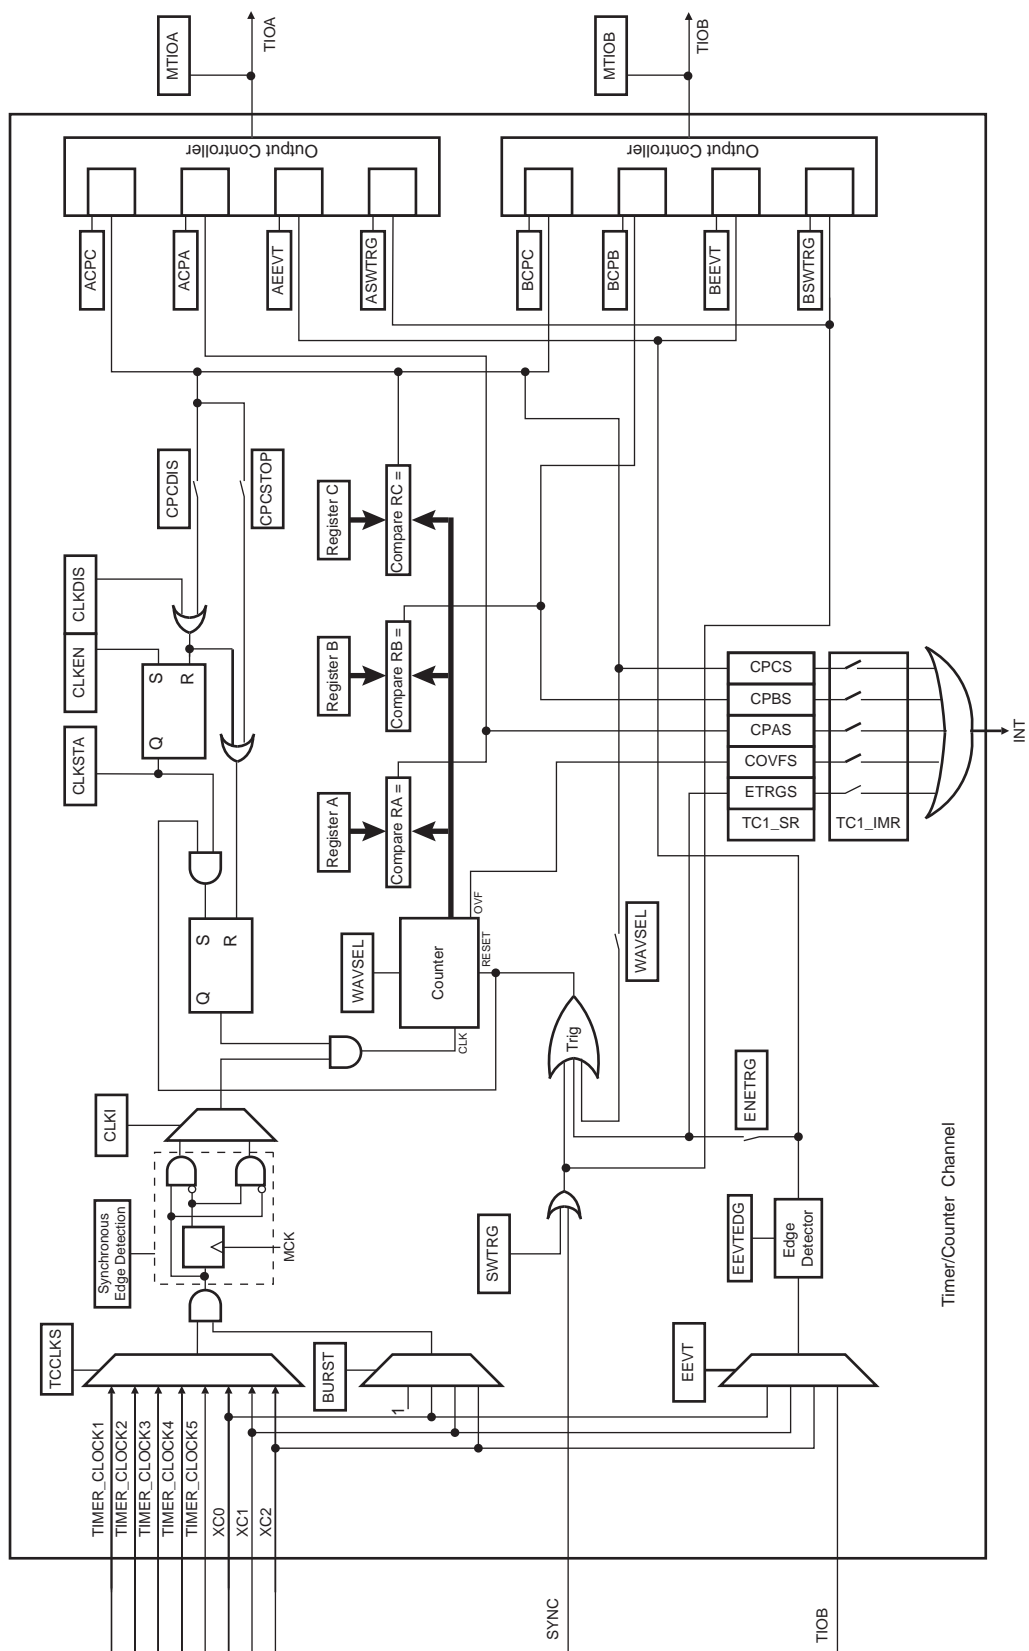 TIMER_CLOCK1
TIMER_CLOCK2
TIMER_CLOCK3
TIMER_CLOCK4
TIMER_CLOCK5
XC0
XC1
XC2
TCCLKS
Synchronous
Edge Detection
CLKI
MCK
BURST
1
CLKSTA
CLKEN
CLKDIS
Q
S
R
Q
S
R
CPCDIS
CPCSTOP
WAVSEL
Counter
CLK
RESET
OVF
Register A
Compare RA =
Register B
Compare RB =
Register C
Compare RC =
ACPC
ACPA
AEEVT
ASWTRG
Output Controller
MTIOA
TIOA
BCPC
BCPB
BEEVT
BSWTRG
Output Controller
MTIOB
TIOB
SYNC
SWTRG
Trig
WAVSEL
ENETRG
TIOB
EEVT
EEVTEDG
Edge
Detector
CPCS
CPBS
CPAS
COVFS
ETRGS
TC1_SR
TC1_IMR
INT
Timer/Counter Channel